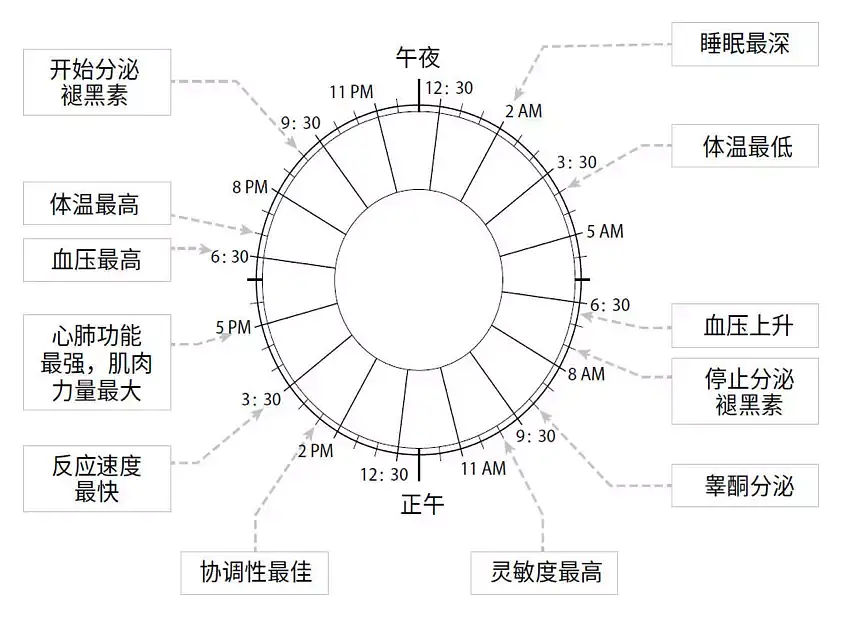 午夜
12: 30
2 AM
3: 30
5 AM
6: 30
8 AM
9: 30
11 AM
正午
12: 30
2 PM
3: 30
5 PM
6: 30
8 PM
9: 30
11 PM
睡眠最深
体温最低
血压上升
停止分泌
褪黑素
睾酮分泌
灵敏度最高
协调性最佳
反应速度
最快
心肺功能
最强，肌肉
力量最大
血压最高
体温最高
开始分泌
褪黑素